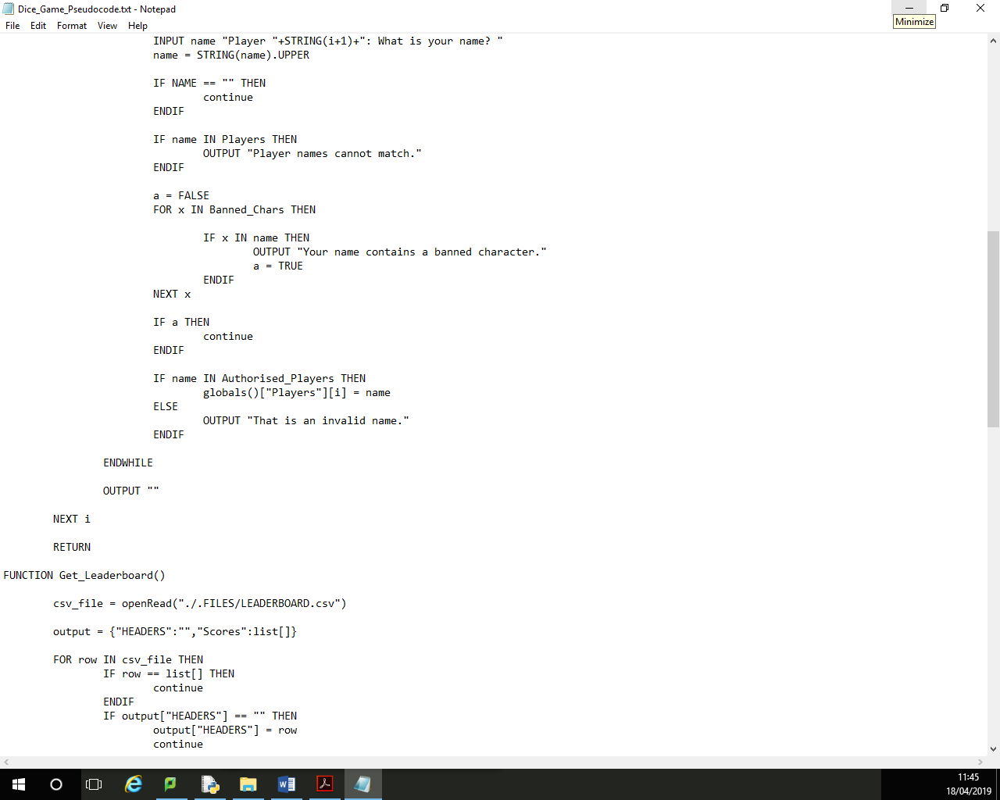 Dice_Game_Pseudocode.txt - Notepad
Minimize
File Edit Format View Help
INPUT name "Player "+STRING(i+1)+": What is your name? "
name = STRING(name).UPPER
IF NAME == "" THEN
continue
ENDIF
IF name IN Players THEN
OUTPUT "Player names cannot match."
ENDIF
a = FALSE
FOR x IN Banned_Chars THEN
IF x IN name THEN
OUTPUT "Your name contains a banned character."
a = TRUE
ENDIF
NEXT x
IF a THEN
continue
ENDIF
IF name IN Authorised_Players THEN
globals()["Players"][i] = name
ELSE
OUTPUT "That is an invalid name."
ENDIF
ENDWHILE
OUTPUT ""
NEXT i
RETURN
FUNCTION Get_Leaderboard()
csv_file = openRead("./.FILES/LEADERBOARD.csv")
output = {"HEADERS":"","Scores":list[]}
FOR row IN csv_file THEN
IF row == list[] THEN
continue
ENDIF
IF output["HEADERS"] == "" THEN
output["HEADERS"] = row
continue
11:45
18/04/2019